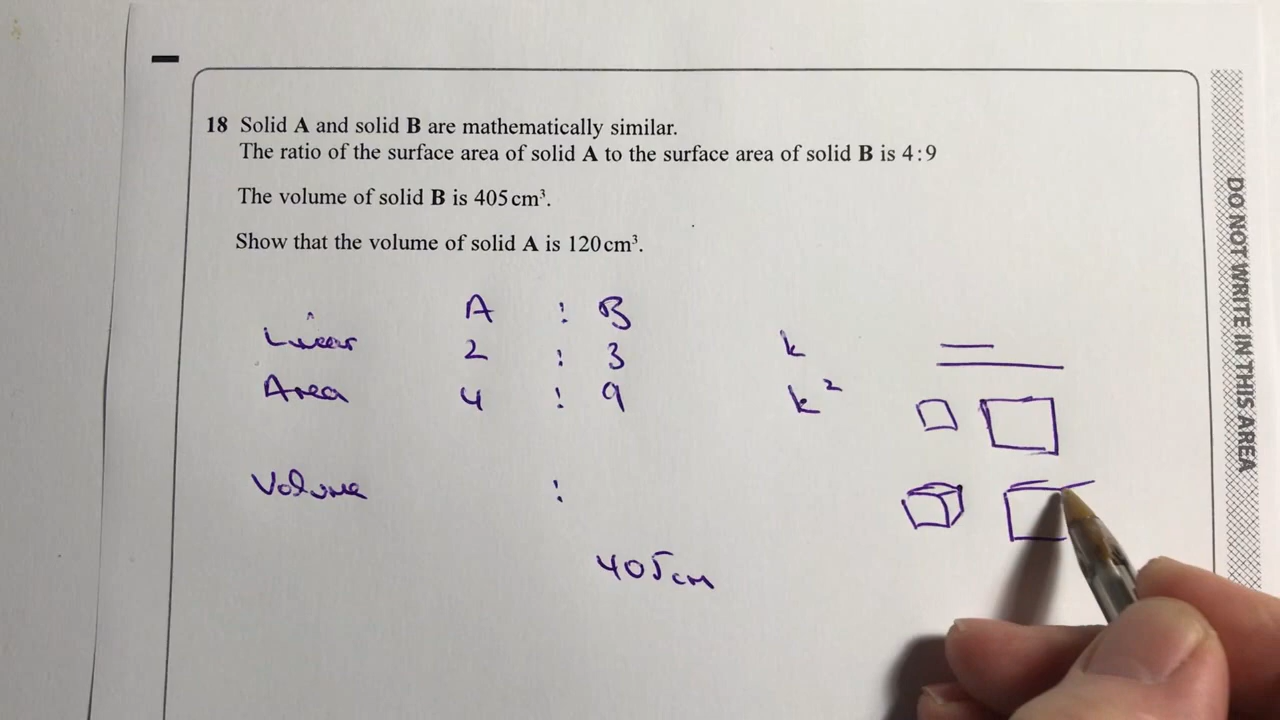 18 Solid A and solid B are mathematically similar.
The ratio of the surface area of solid A to the surface area of solid B is 4:9
The volume of solid B is 405 cm³.
Show that the volume of solid A is 120 cm³.
A : B
Linear 2 : 3 k
Area 4 : 9 k²
Volume :
405cm
DO NOT WRITE IN THIS AREA